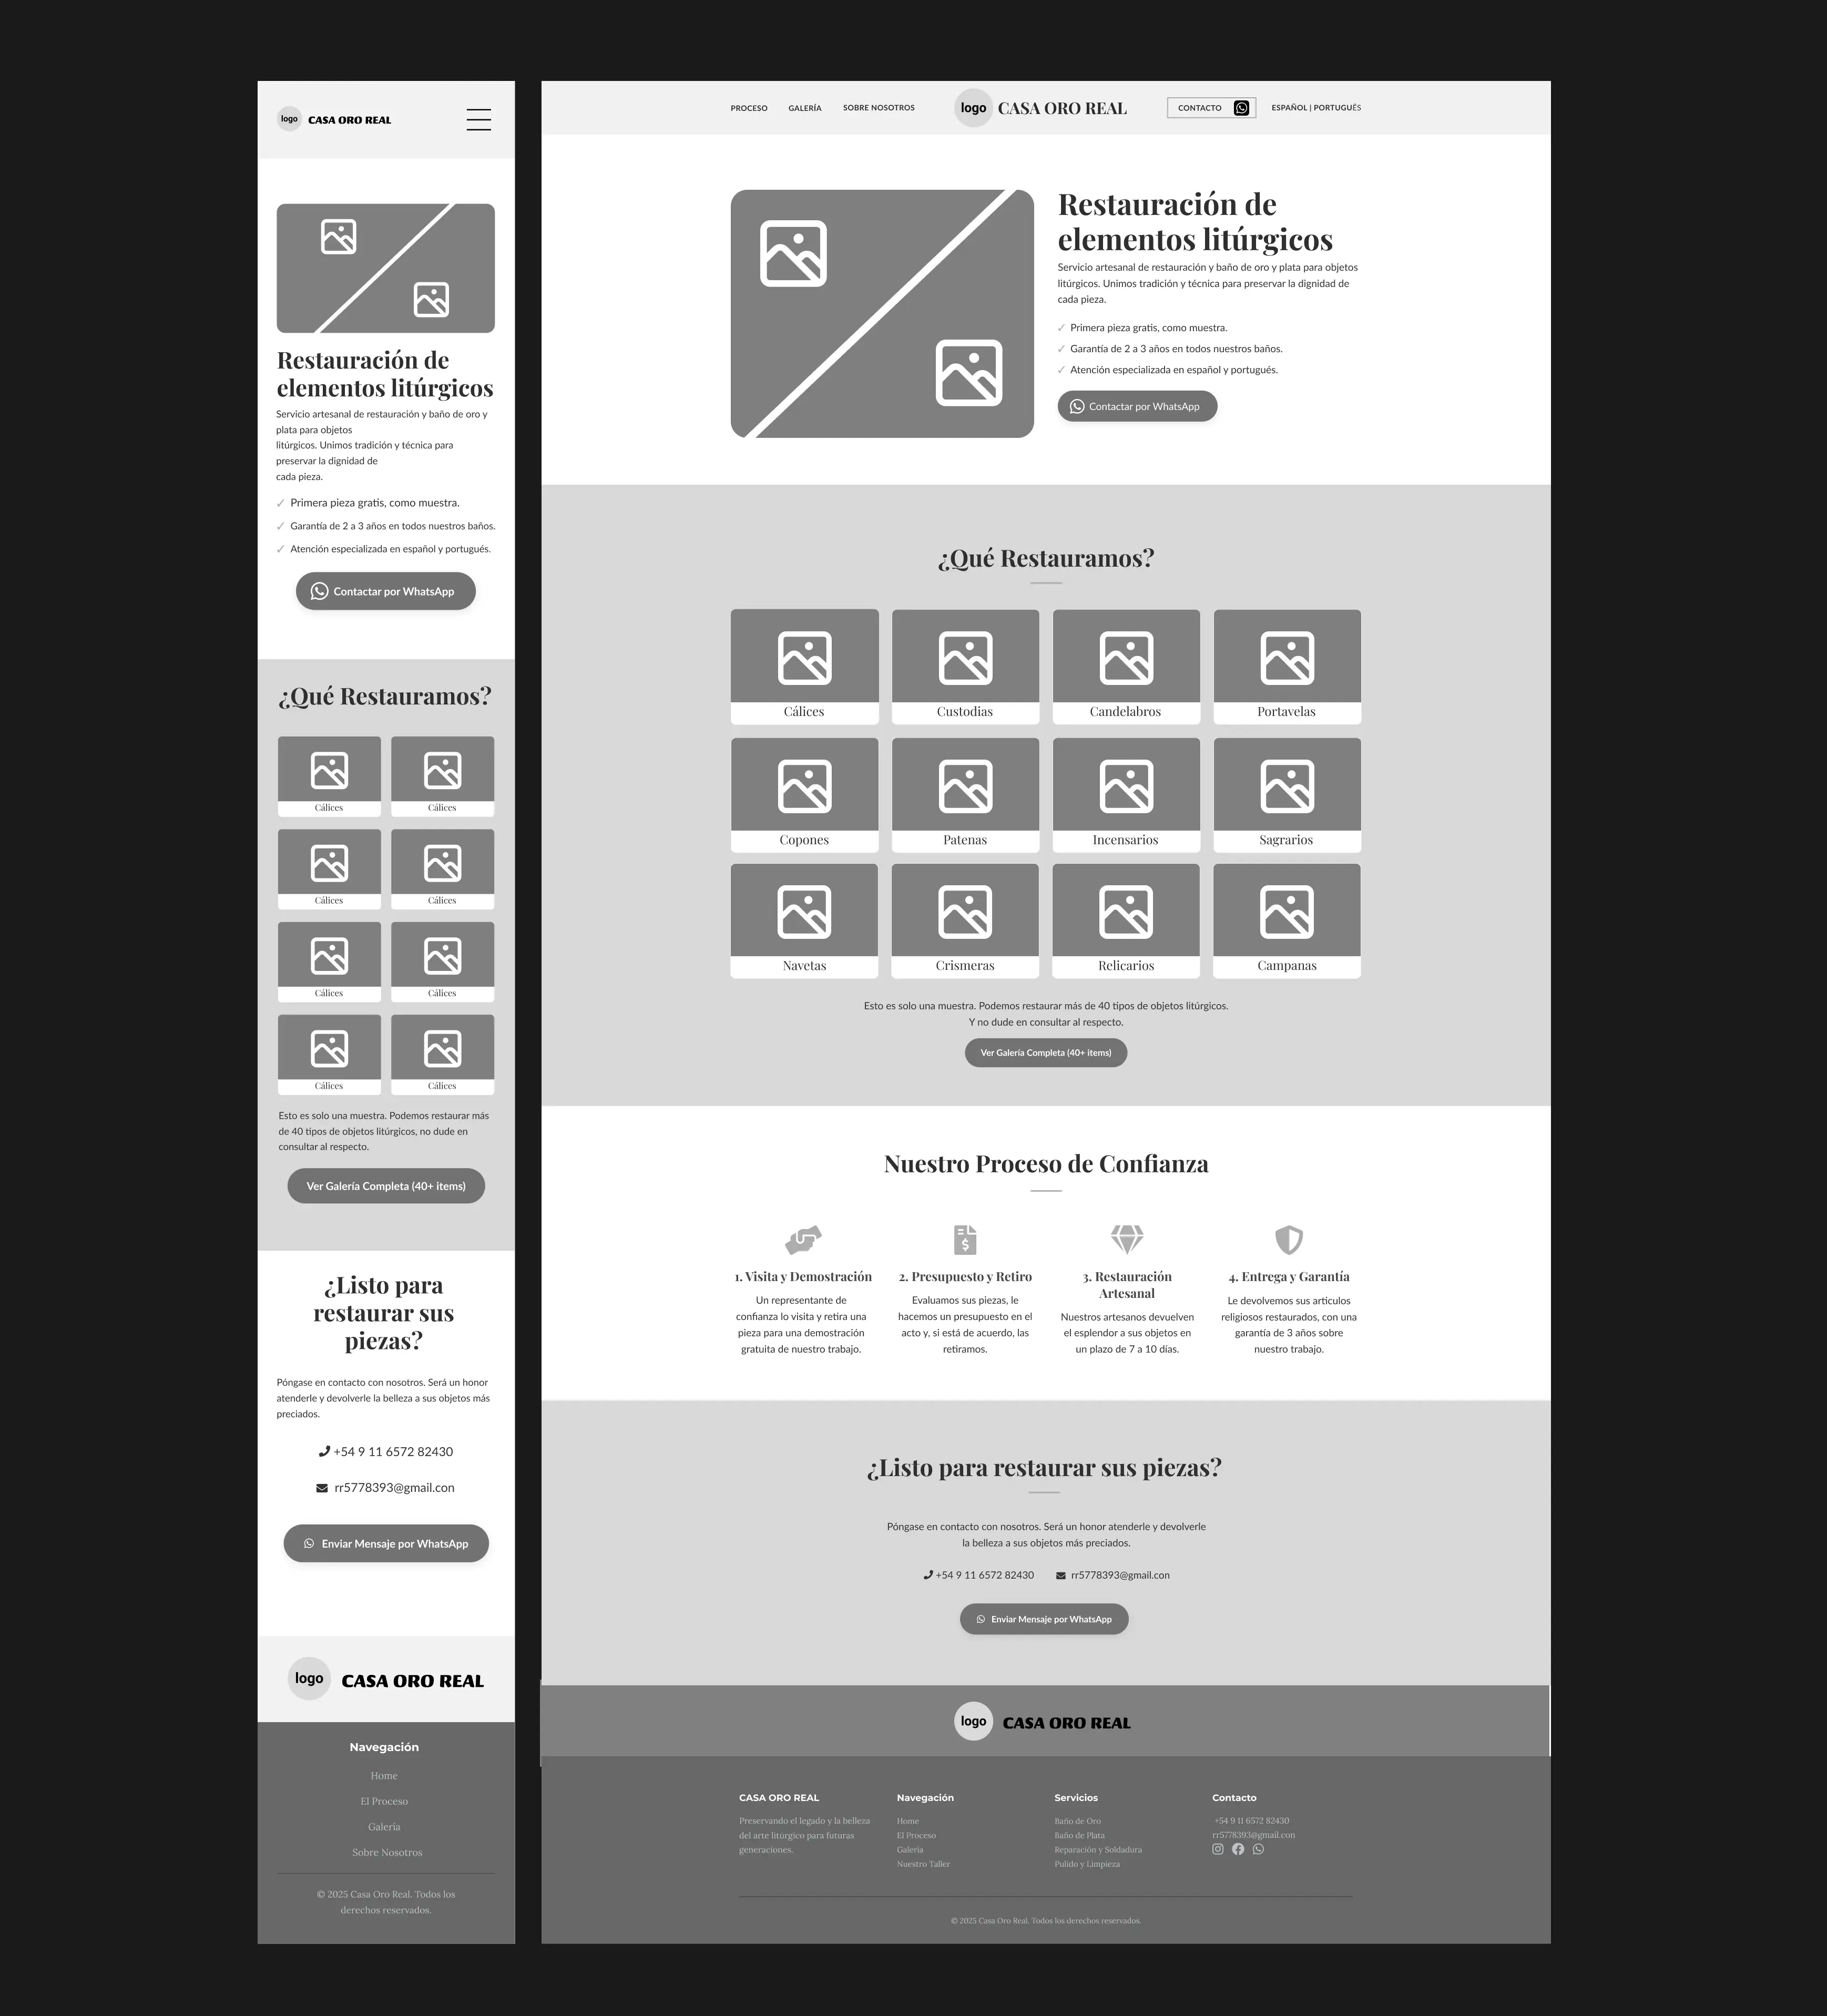 logo
CASA ORO REAL
Restauración de
elementos litúrgicos
Servicio artesanal de restauración y baño de oro y
plata para objetos
litúrgicos. Unimos tradición y técnica para
preservar la dignidad de
cada pieza.
✓ Primera pieza gratis, como muestra.
✓ Garantía de 2 a 3 años en todos nuestros baños.
✓ Atención especializada en español y portugués.
Contactar por WhatsApp
¿Qué Restauramos?
Cálices
Cálices
Cálices
Cálices
Cálices
Cálices
Cálices
Cálices
Esto es solo una muestra. Podemos restaurar más
de 40 tipos de objetos litúrgicos, no dude en
consultar al respecto.
Ver Galería Completa (40+ items)
¿Listo para
restaurar sus
piezas?
Póngase en contacto con nosotros. Será un honor
atenderle y devolverle la belleza a sus objetos más
preciados.
+54 9 11 6572 82430
rr5778393@gmail.con
Enviar Mensaje por WhatsApp
logo
CASA ORO REAL
Navegación
Home
El Proceso
Galería
Sobre Nosotros
© 2025 Casa Oro Real. Todos los
derechos reservados.
PROCESO
GALERÍA
SOBRE NOSOTROS
logo
CASA ORO REAL
CONTACTO
ESPAÑOL | PORTUGUÊS
Restauración de
elementos litúrgicos
Servicio artesanal de restauración y baño de oro y plata para objetos
litúrgicos. Unimos tradición y técnica para preservar la dignidad de
cada pieza.
✓ Primera pieza gratis, como muestra.
✓ Garantía de 2 a 3 años en todos nuestros baños.
✓ Atención especializada en español y portugués.
Contactar por WhatsApp
¿Qué Restauramos?
Cálices
Custodias
Candelabros
Portavelas
Copones
Patenas
Incensarios
Sagrarios
Navetas
Crismeras
Relicarios
Campanas
Esto es solo una muestra. Podemos restaurar más de 40 tipos de objetos litúrgicos.
Y no dude en consultar al respecto.
Ver Galería Completa (40+ items)
Nuestro Proceso de Confianza
1. Visita y Demostración
Un representante de
confianza lo visita y retira una
pieza para una demostración
gratuita de nuestro trabajo.
2. Presupuesto y Retiro
Evaluamos sus piezas, le
hacemos un presupuesto en el
acto y, si está de acuerdo, las
retiramos.
3. Restauración
Artesanal
Nuestros artesanos devuelven
el esplendor a sus objetos en
un plazo de 7 a 10 días.
4. Entrega y Garantía
Le devolvemos sus articulos
religiosos restaurados, con una
garantía de 3 años sobre
nuestro trabajo.
¿Listo para restaurar sus piezas?
Póngase en contacto con nosotros. Será un honor atenderle y devolverle
la belleza a sus objetos más preciados.
+54 9 11 6572 82430
rr5778393@gmail.con
Enviar Mensaje por WhatsApp
logo
CASA ORO REAL
CASA ORO REAL
Preservando el legado y la belleza
del arte litúrgico para futuras
generaciones.
Navegación
Home
El Proceso
Galería
Nuestro Taller
Servicios
Baño de Oro
Baño de Plata
Reparación y Soldadura
Pulido y Limpieza
Contacto
+54 9 11 6572 82430
rr5778393@gmail.con
© 2025 Casa Oro Real. Todos los derechos reservados.